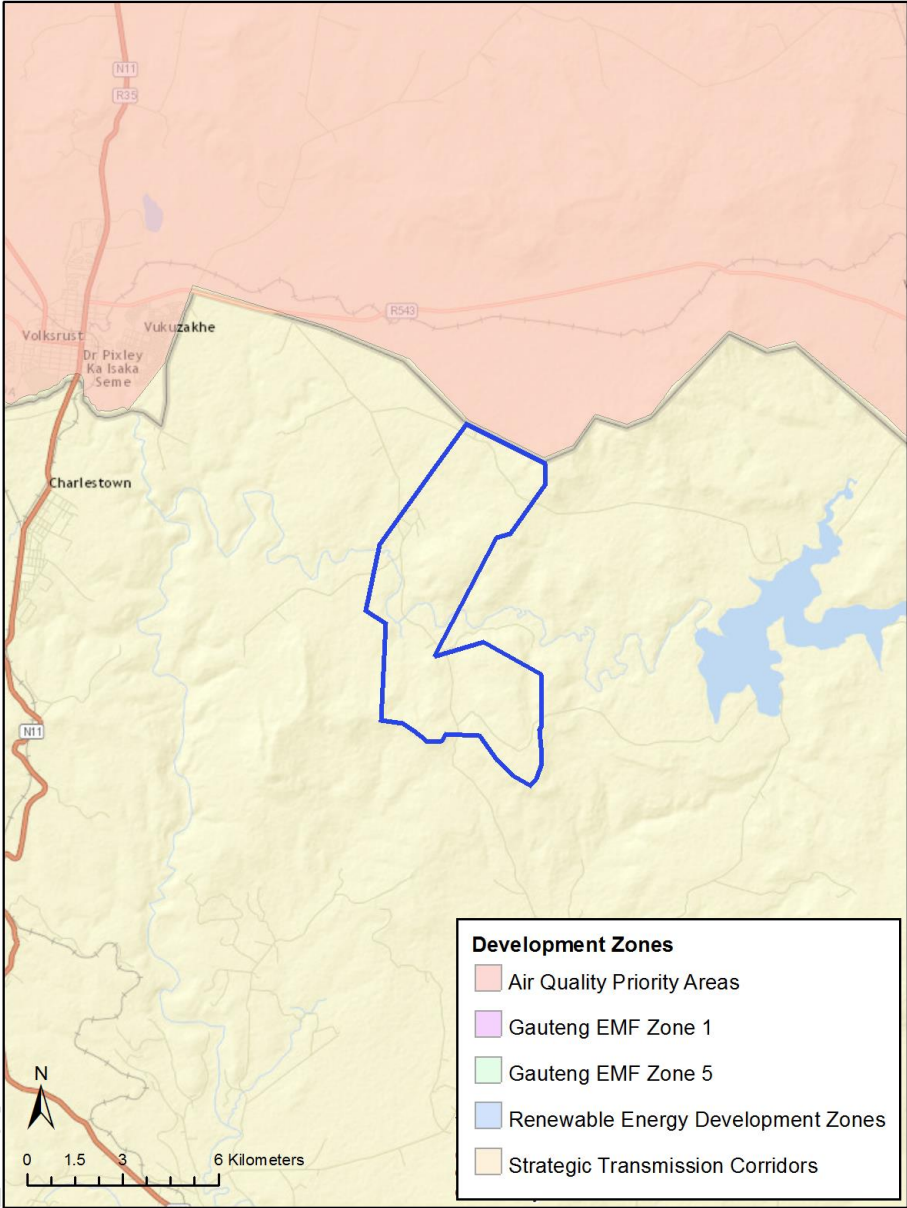 N11
R35
R543
Volksrust
Vukuzakhe
Dr Pixley
Ka Isaka
Seme
Charlestown
N11
Development Zones
Air Quality Priority Areas
Gauteng EMF Zone 1
Gauteng EMF Zone 5
Renewable Energy Development Zones
Strategic Transmission Corridors
N
0 1.5 3 6 Kilometers